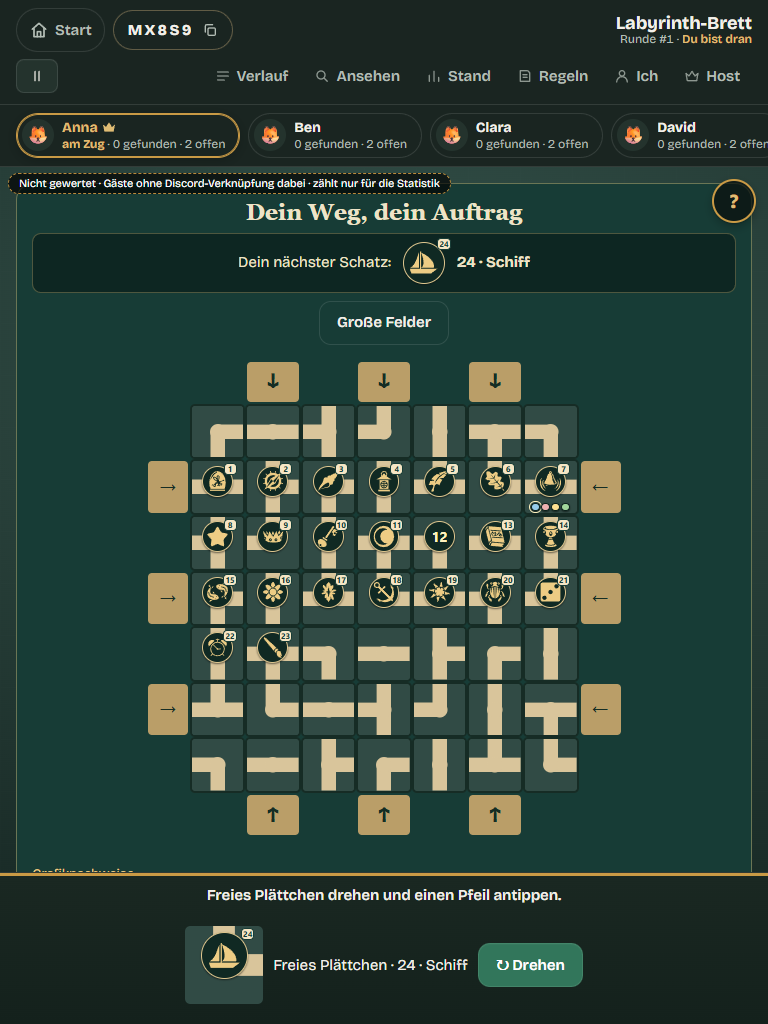 Start
MX8S9
Labyrinth-Brett
Runde #1 · Du bist dran
Verlauf
Ansehen
Stand
Regeln
Ich
Host
Anna
am Zug · 0 gefunden · 2 offen
Ben
0 gefunden · 2 offen
Clara
0 gefunden · 2 offen
David
0 gefunden · 2 offen
Nicht gewertet · Gäste ohne Discord-Verknüpfung dabei · zählt nur für die Statistik
?
Dein Weg, dein Auftrag
Dein nächster Schatz:
24
24 · Schiff
Große Felder
↓ ↓ ↓
→ 1 2 3 4 5 6 7 ←
8 9 10 11 12 13 14
→ 15 16 17 18 19 20 21 ←
22 23
→ ←
↑ ↑ ↑
Freies Plättchen drehen und einen Pfeil antippen.
24
Freies Plättchen · 24 · Schiff
↻ Drehen